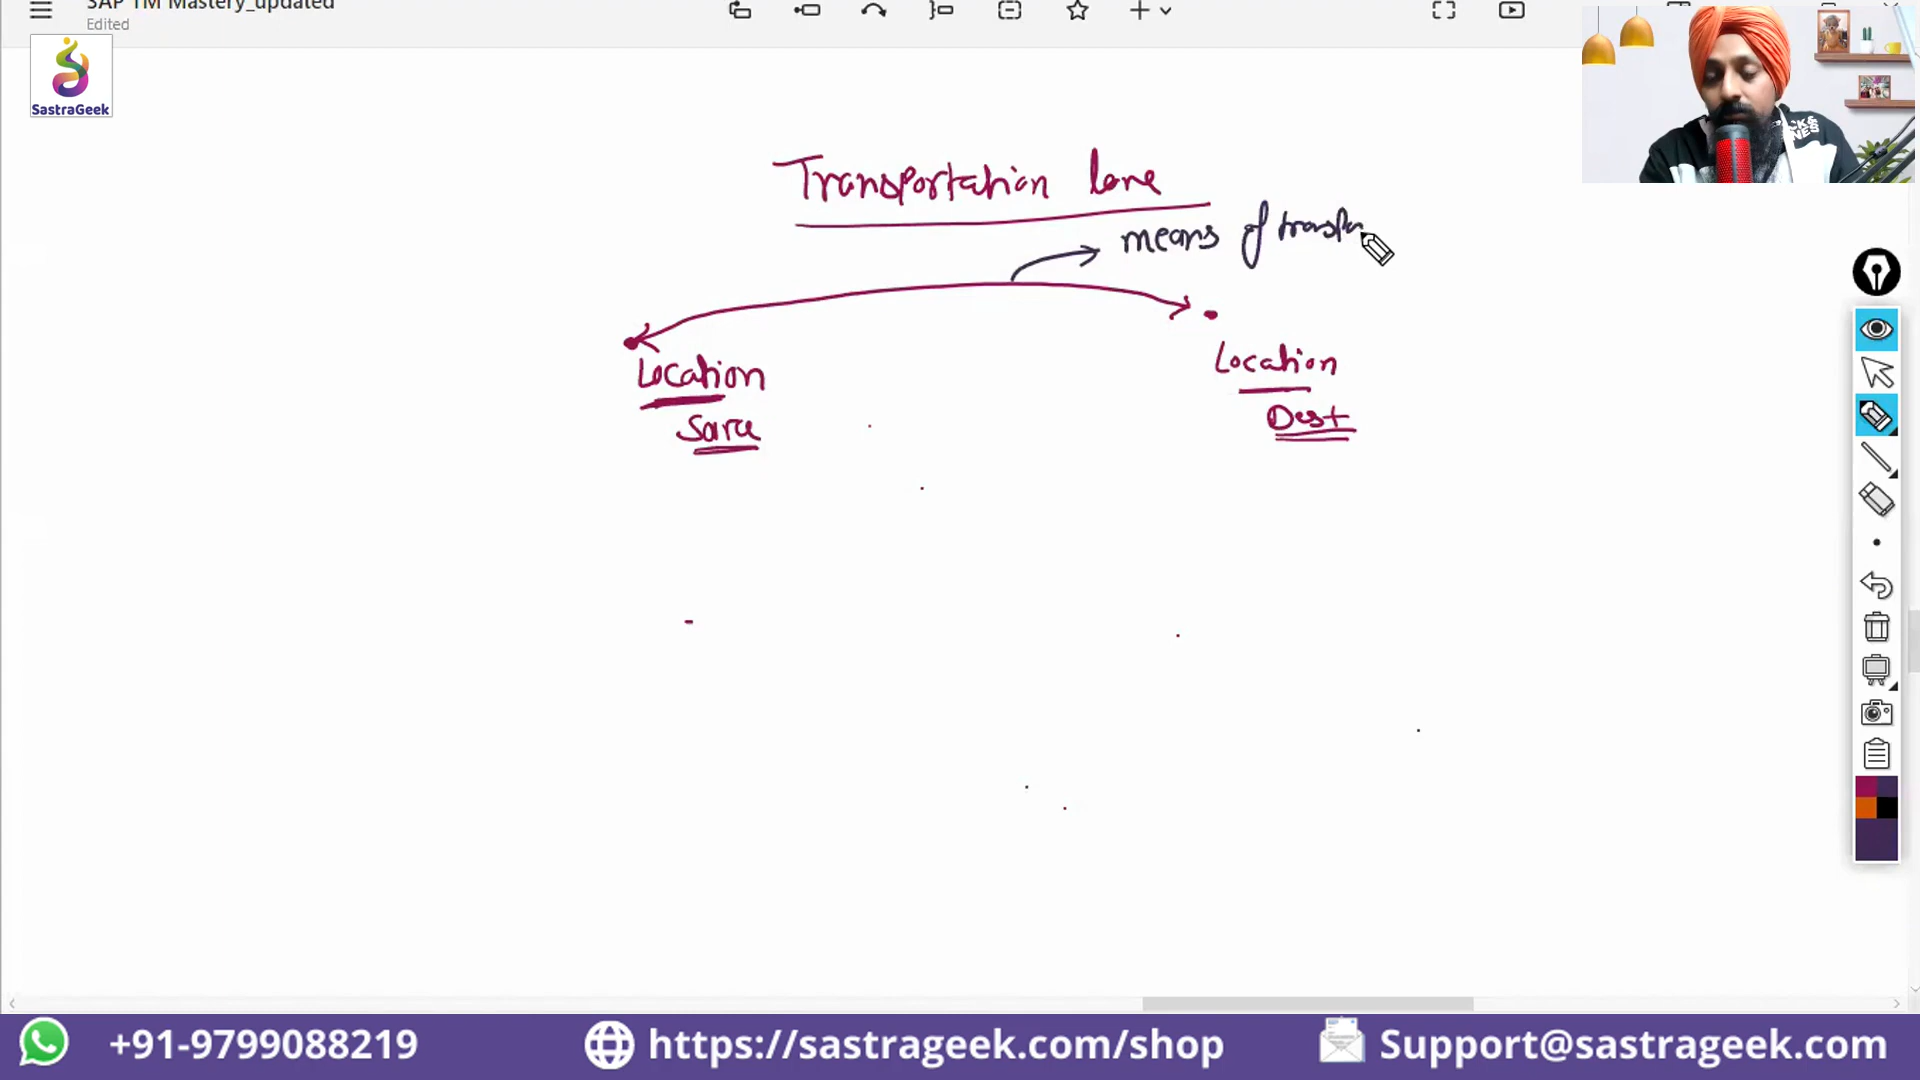 SAP TM Mastery_updated
Edited
SastraGeek
Transportation lane
means of transpo
Location
Sorce
Location
Dest
+91-9799088219
https://sastrageek.com/shop
Support@sastrageek.com